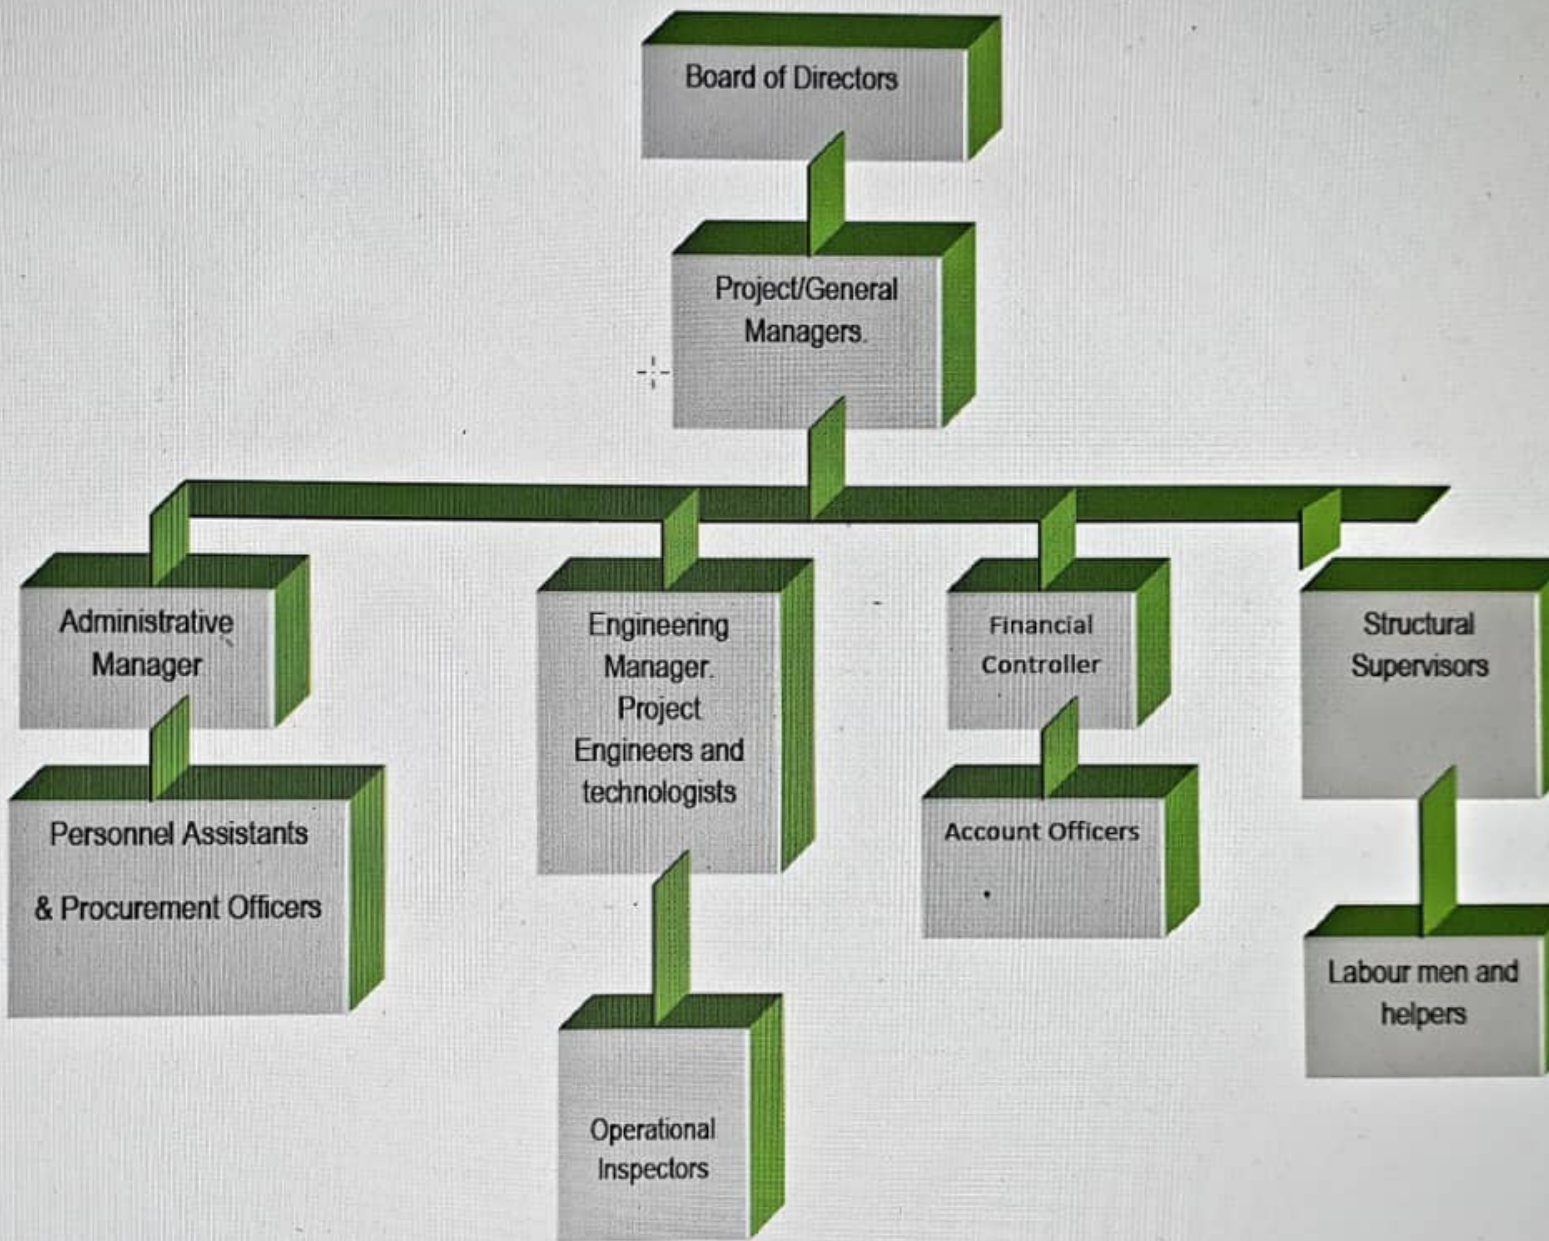 Board of Directors
Project/General
Managers.
Administrative
Manager
Engineering
Manager.
Project
Engineers and
technologists
Financial
Controller
Structural
Supervisors
Personnel Assistants
& Procurement Officers
Account Officers
Labour men and
helpers
Operational
Inspectors